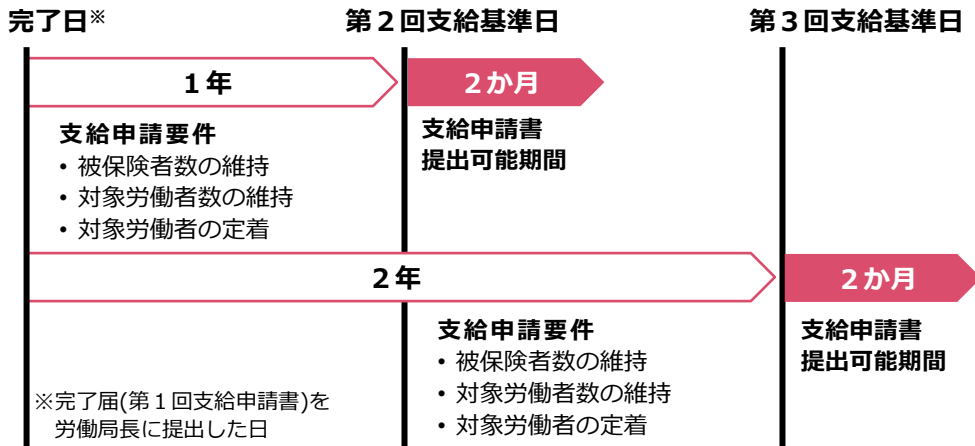 完了日※
第２回支給基準日
第３回支給基準日
１年
２か月
支給申請要件
• 被保険者数の維持
• 対象労働者数の維持
• 対象労働者の定着
支給申請書
提出可能期間
２年
２か月
支給申請要件
• 被保険者数の維持
• 対象労働者数の維持
• 対象労働者の定着
支給申請書
提出可能期間
※完了届(第１回支給申請書)を
労働局長に提出した日